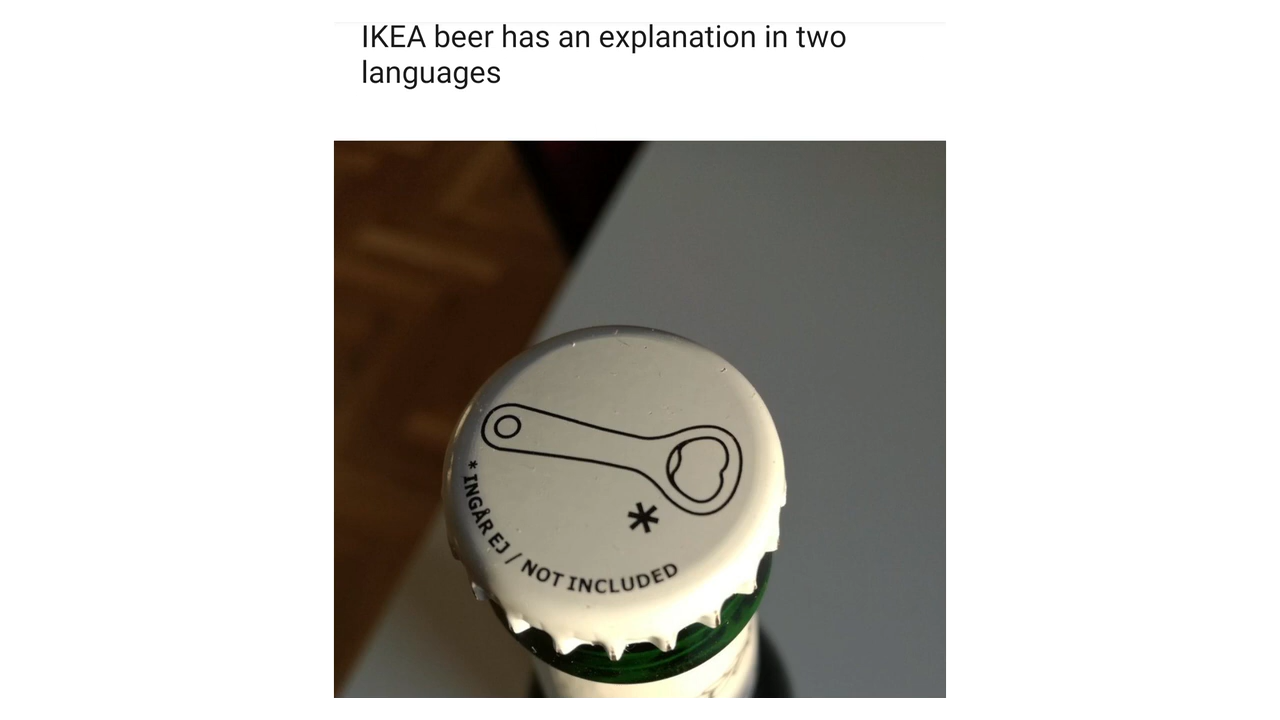 IKEA beer has an explanation in two
languages
*
* INGÅR EJ / NOT INCLUDED